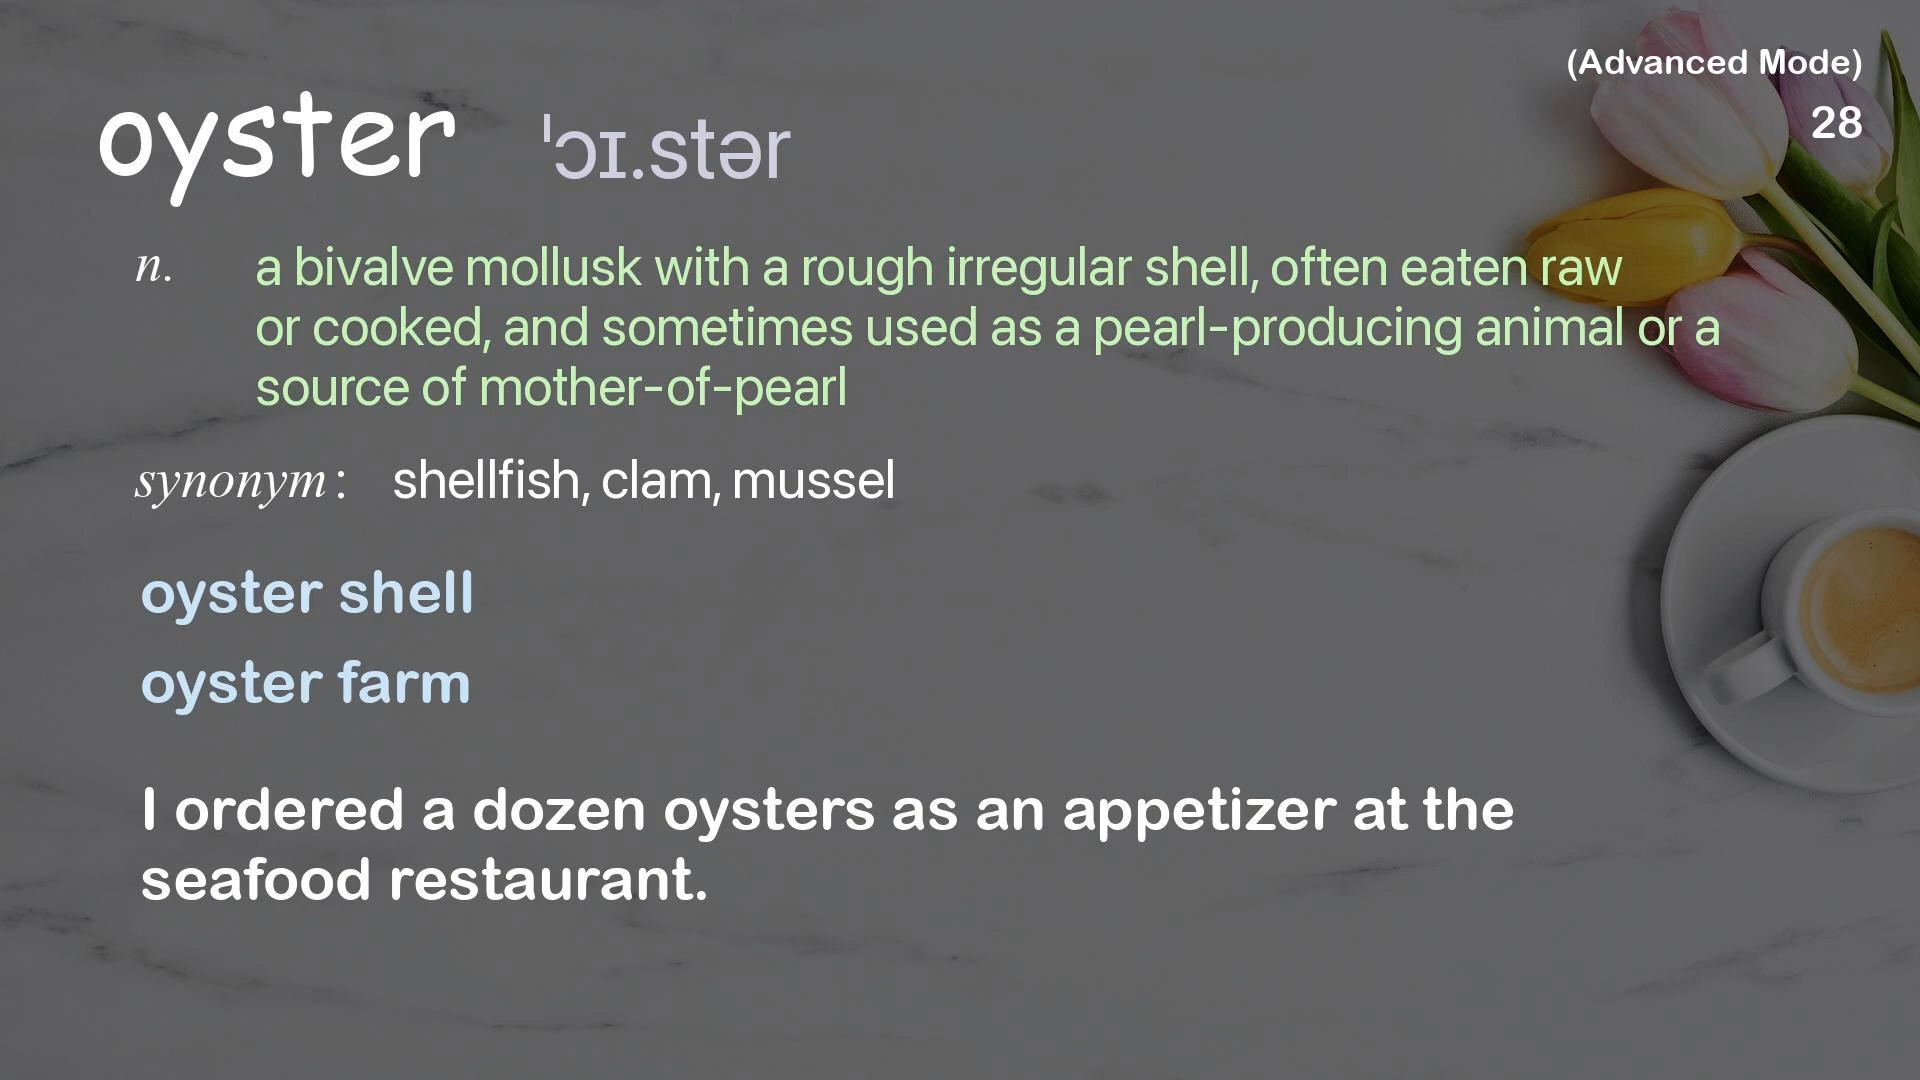 (Advanced Mode)
28
oyster ˈɔɪ.stər
n. a bivalve mollusk with a rough irregular shell, often eaten raw
or cooked, and sometimes used as a pearl-producing animal or a
source of mother-of-pearl
synonym: shellfish, clam, mussel
oyster shell
oyster farm
I ordered a dozen oysters as an appetizer at the
seafood restaurant.